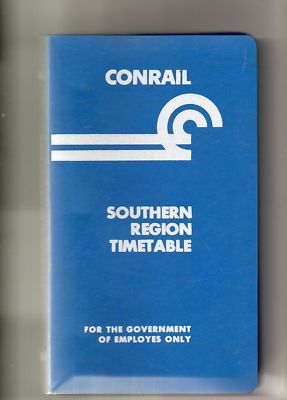 CONRAIL
SOUTHERN
REGION
TIMETABLE
FOR THE GOVERNMENT
OF EMPLOYES ONLY